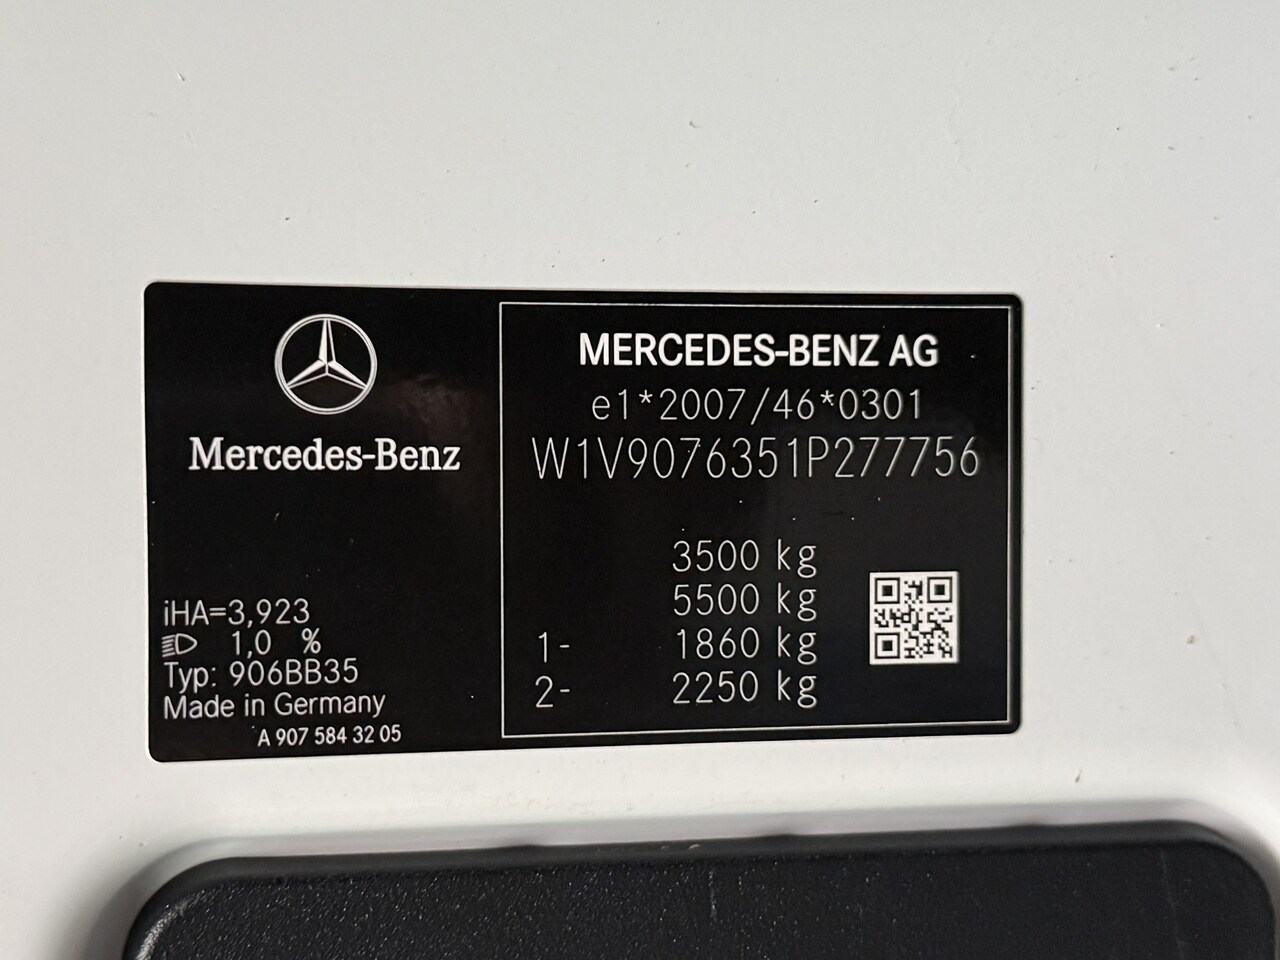 Mercedes-Benz
iHA=3,923
1,0 %
Typ: 906BB35
Made in Germany
A 907 584 32 05
MERCEDES-BENZ AG
e1*2007/46*0301
W1V9076351P277756
3500 kg
5500 kg
1- 1860 kg
2- 2250 kg